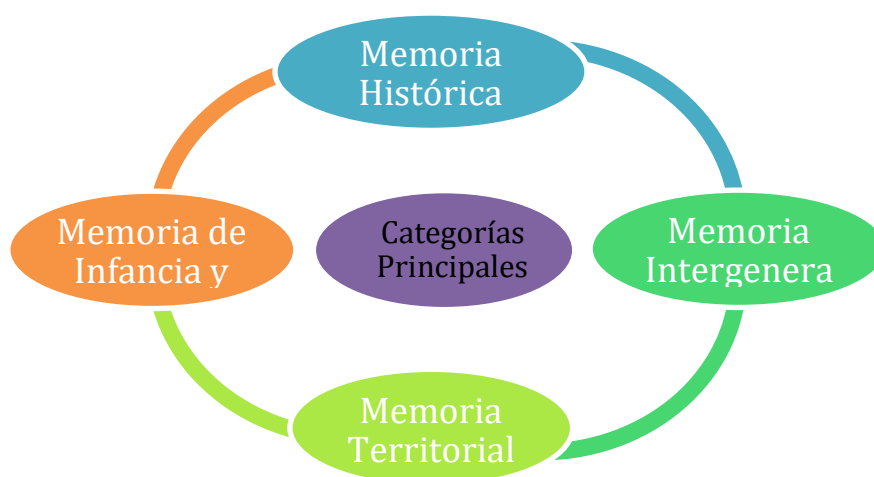 Memoria
Histórica
Memoria de
Infancia y
Categorías
Principales
Memoria
Intergenera
Memoria
Territorial